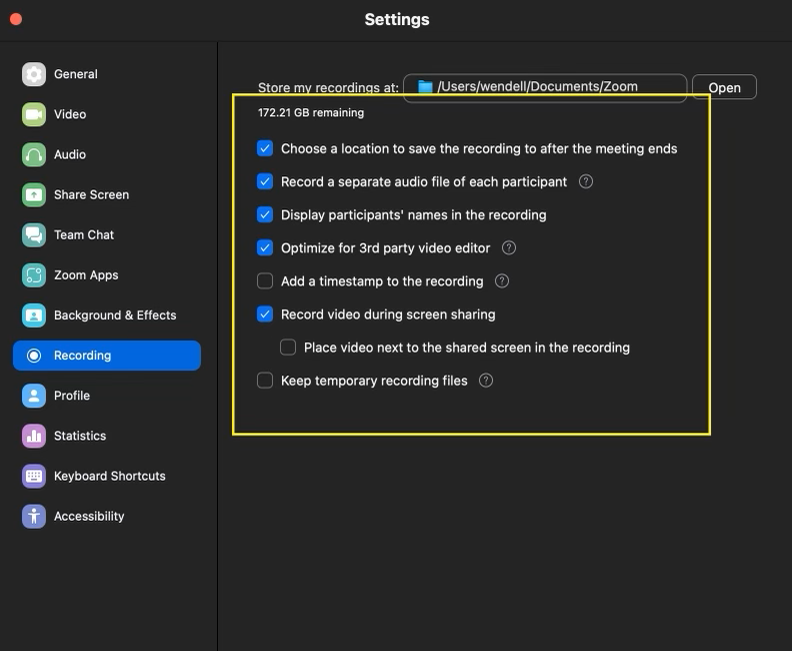 Settings
General
Video
Audio
Share Screen
Team Chat
Zoom Apps
Background & Effects
Recording
Profile
Statistics
Keyboard Shortcuts
Accessibility
Store my recordings at: /Users/wendell/Documents/Zoom Open
172.21 GB remaining
Choose a location to save the recording to after the meeting ends
Record a separate audio file of each participant ?
Display participants' names in the recording
Optimize for 3rd party video editor ?
Add a timestamp to the recording ?
Record video during screen sharing
Place video next to the shared screen in the recording
Keep temporary recording files ?